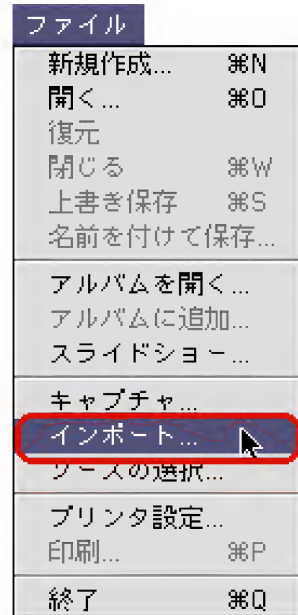 ファイル
新規作成... ⌘N
開く... ⌘O
復元
閉じる ⌘W
上書き保存 ⌘S
名前を付けて保存...
アルバムを開く...
アルバムに追加...
スライドショー...
キャプチャ...
インポート...
ソースの選択...
プリンタ設定...
印刷... ⌘P
終了 ⌘Q